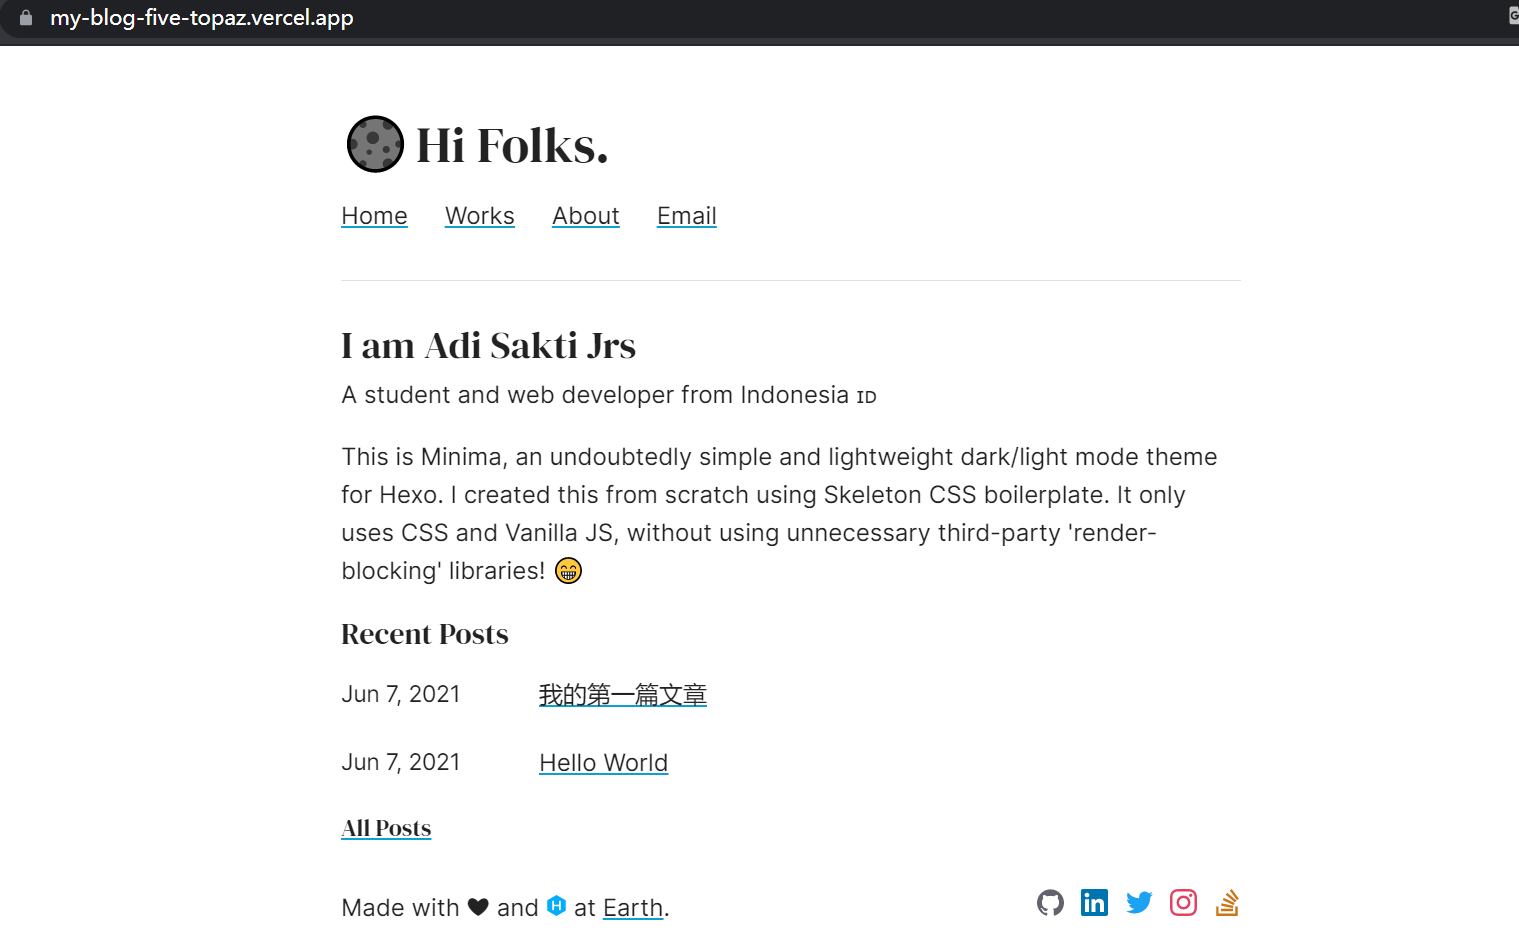 my-blog-five-topaz.vercel.app
Hi Folks.
Home Works About Email
I am Adi Sakti Jrs
A student and web developer from Indonesia ID
This is Minima, an undoubtedly simple and lightweight dark/light mode theme
for Hexo. I created this from scratch using Skeleton CSS boilerplate. It only
uses CSS and Vanilla JS, without using unnecessary third-party 'render-
blocking' libraries! 😁
Recent Posts
Jun 7, 2021 我的第一篇文章
Jun 7, 2021 Hello World
All Posts
Made with ♥ and H at Earth.
in